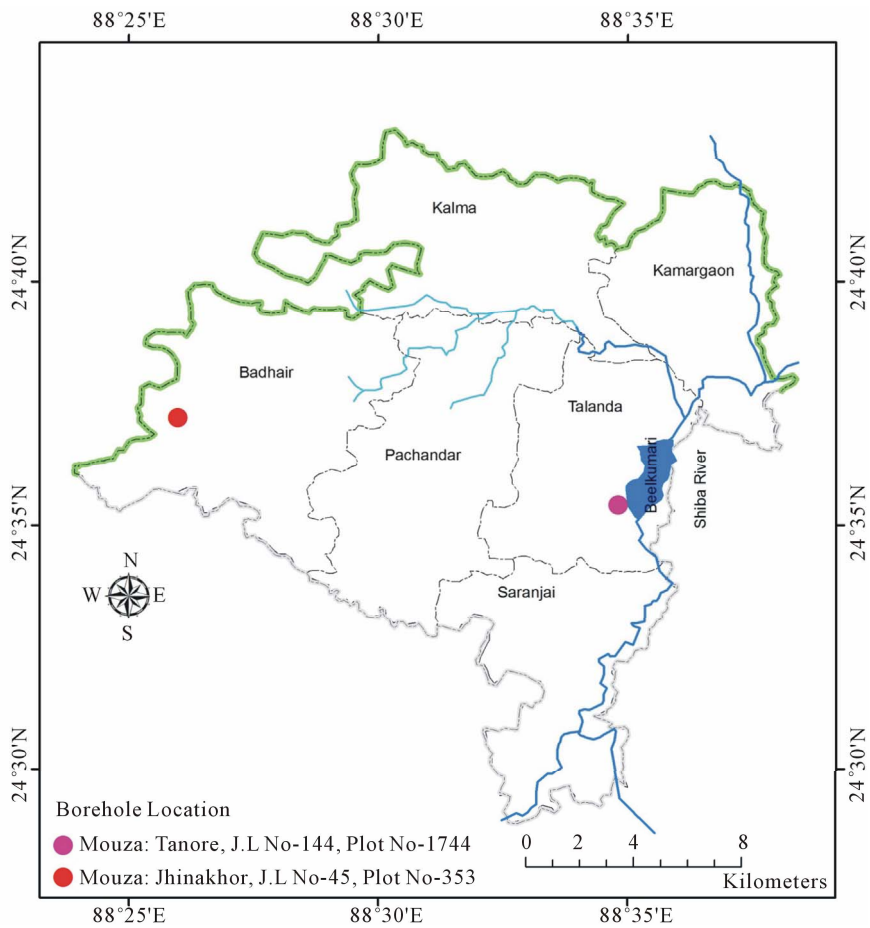 88°25'E 88°30'E 88°35'E
Kalma
24°40'N Kamargaon 24°40'N
Badhair
Talanda
Pachandar
Beelkumari
Shiba River
24°35'N 24°35'N
N
W E
S
Saranjai
24°30'N 24°30'N
Borehole Location
Mouza: Tanore, J.L No-144, Plot No-1744
Mouza: Jhinakhor, J.L No-45, Plot No-353
0 2 4 8
Kilometers
88°25'E 88°30'E 88°35'E